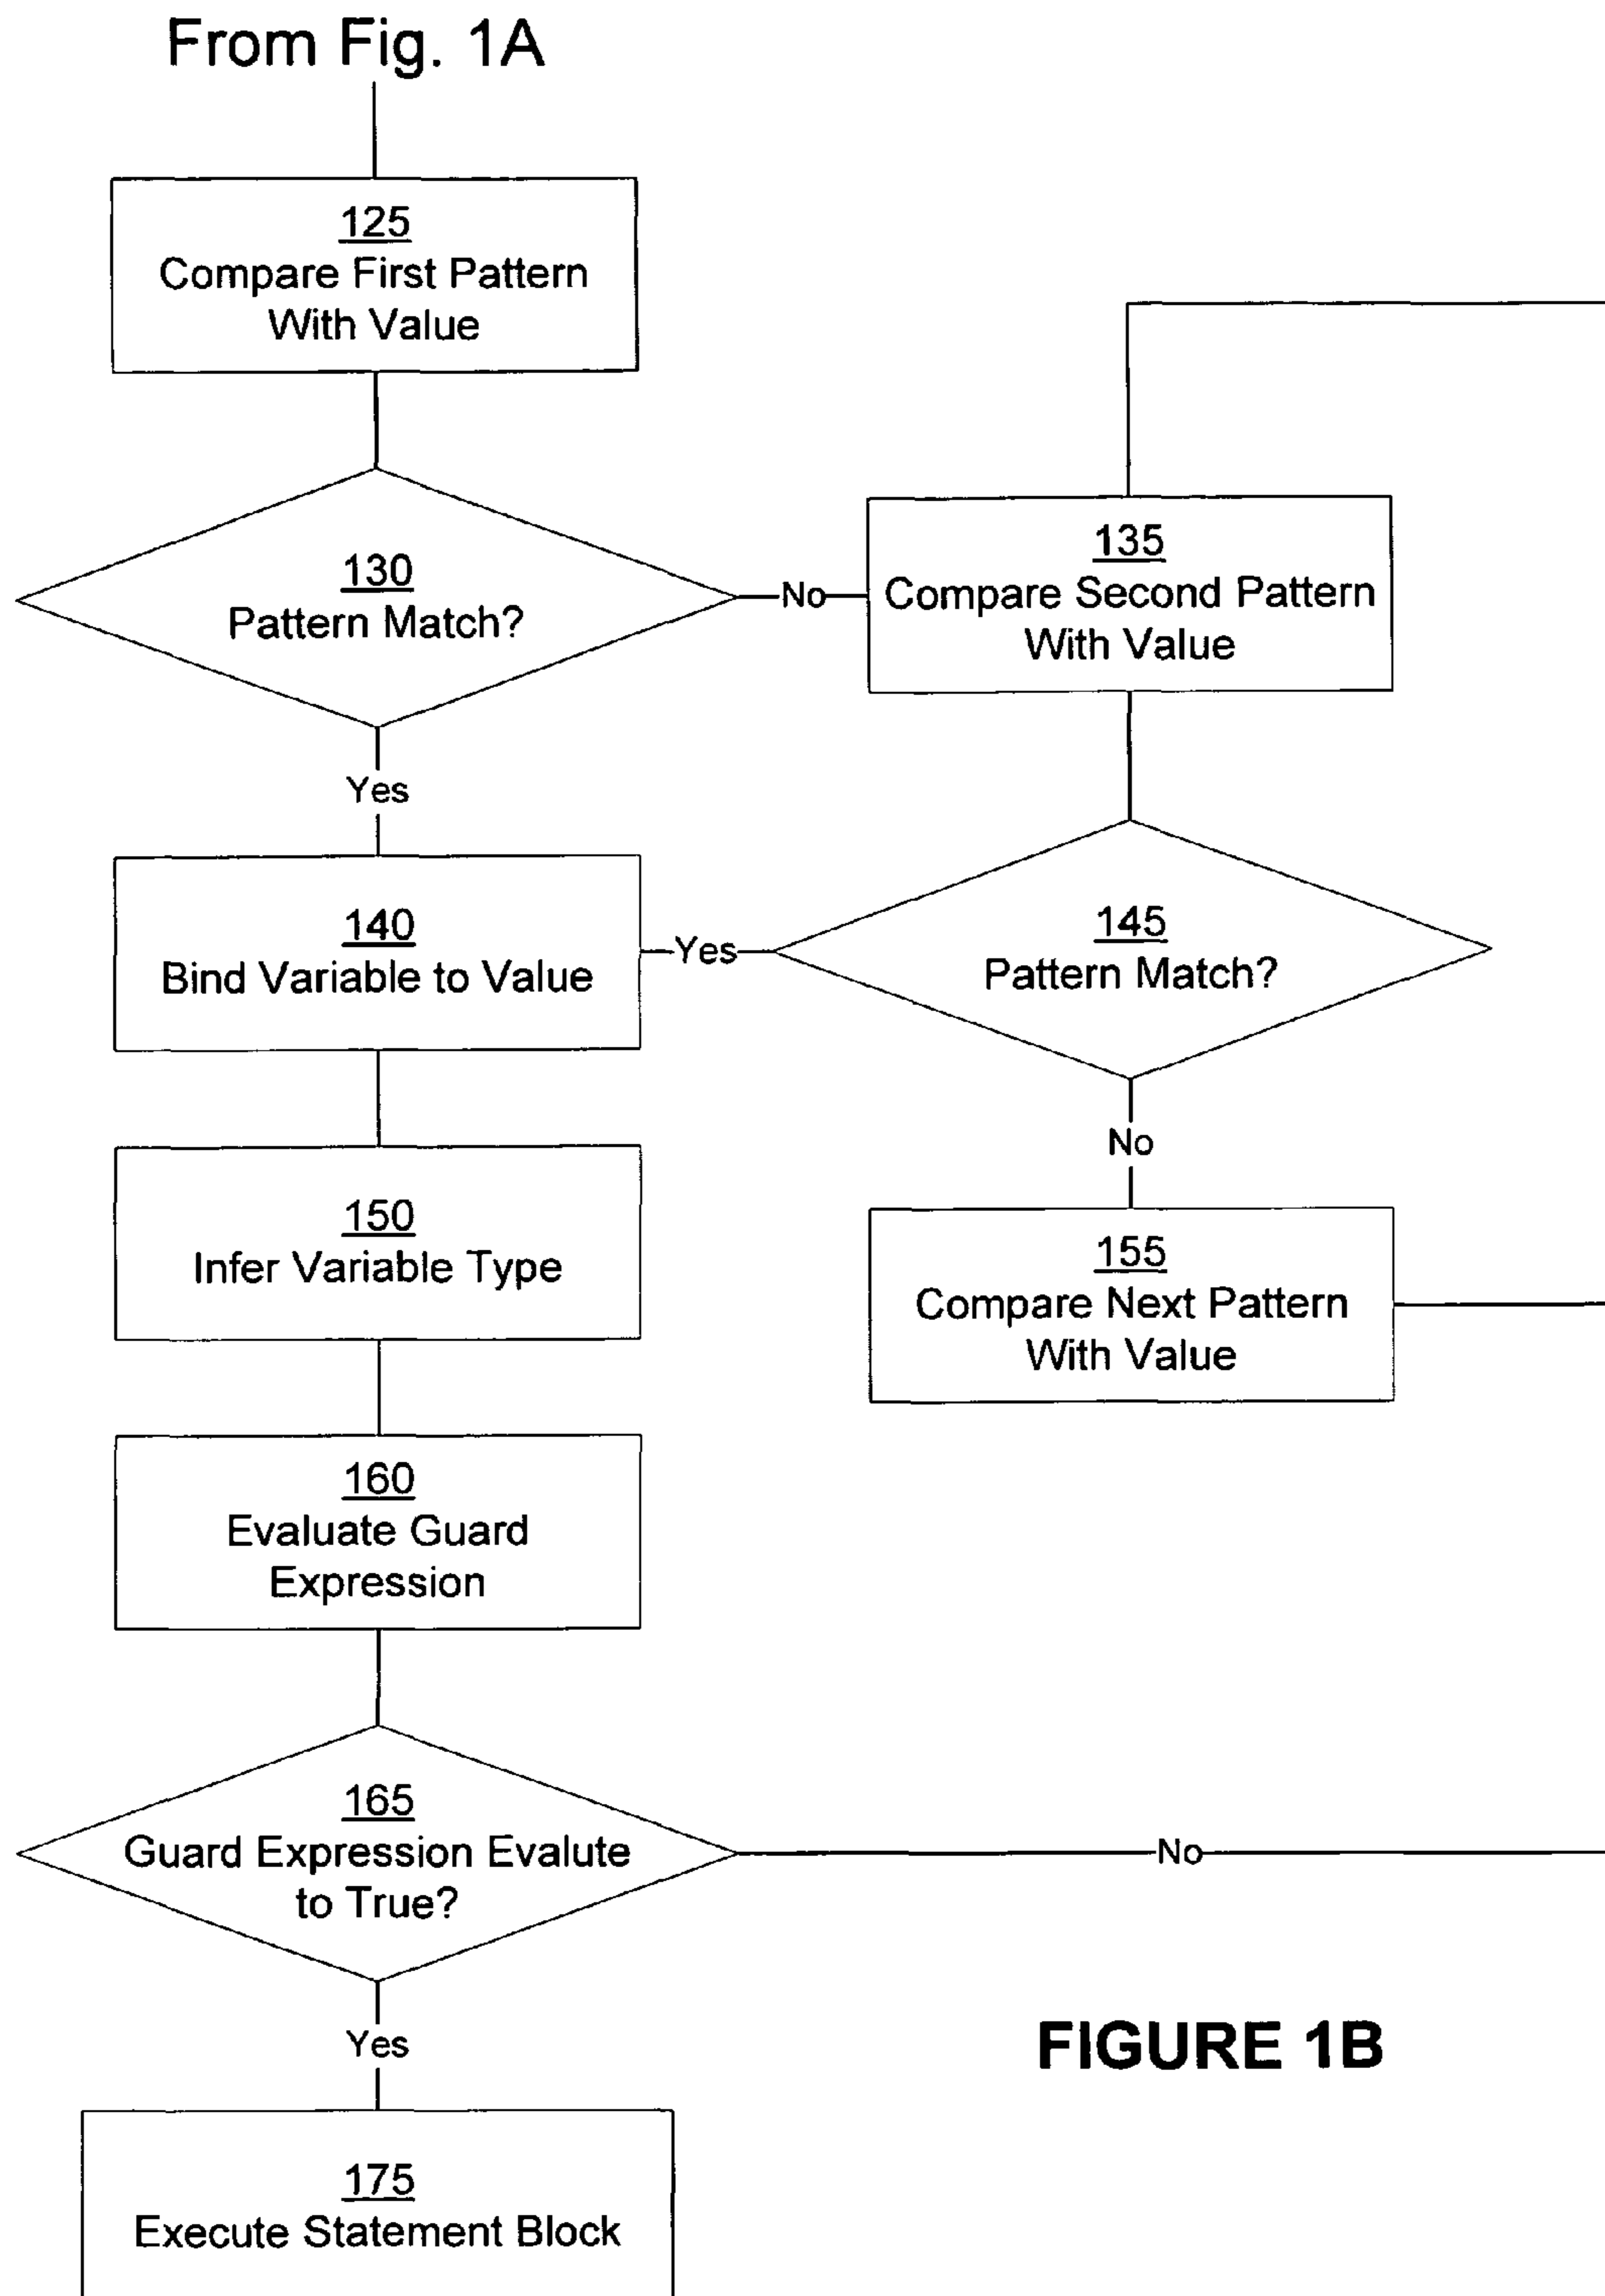 From Fig. 1A
125
Compare First Pattern
With Value
130
Pattern Match?
No
135
Compare Second Pattern
With Value
Yes
140
Bind Variable to Value
Yes
145
Pattern Match?
No
150
Infer Variable Type
155
Compare Next Pattern
With Value
160
Evaluate Guard
Expression
165
Guard Expression Evalute
to True?
No
Yes
175
Execute Statement Block
FIGURE 1B